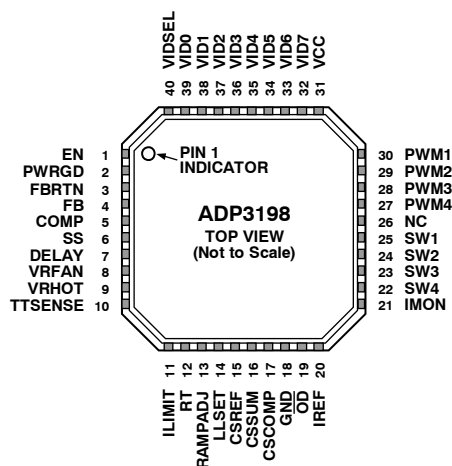 VIDSEL
VID0
VID1
VID2
VID3
VID4
VID5
VID6
VID7
VCC
40
39
38
37
36
35
34
33
32
31
EN 1
PWRGD 2
FBRTN 3
FB 4
COMP 5
SS 6
DELAY 7
VRFAN 8
VRHOT 9
TTSENSE 10
PIN 1
INDICATOR
ADP3198
TOP VIEW
(Not to Scale)
30 PWM1
29 PWM2
28 PWM3
27 PWM4
26 NC
25 SW1
24 SW2
23 SW3
22 SW4
21 IMON
11
12
13
14
15
16
17
18
19
20
ILIMIT
RT
RAMPADJ
LLSET
CSREF
CSSUM
CSCOMP
GND
OD
IREF